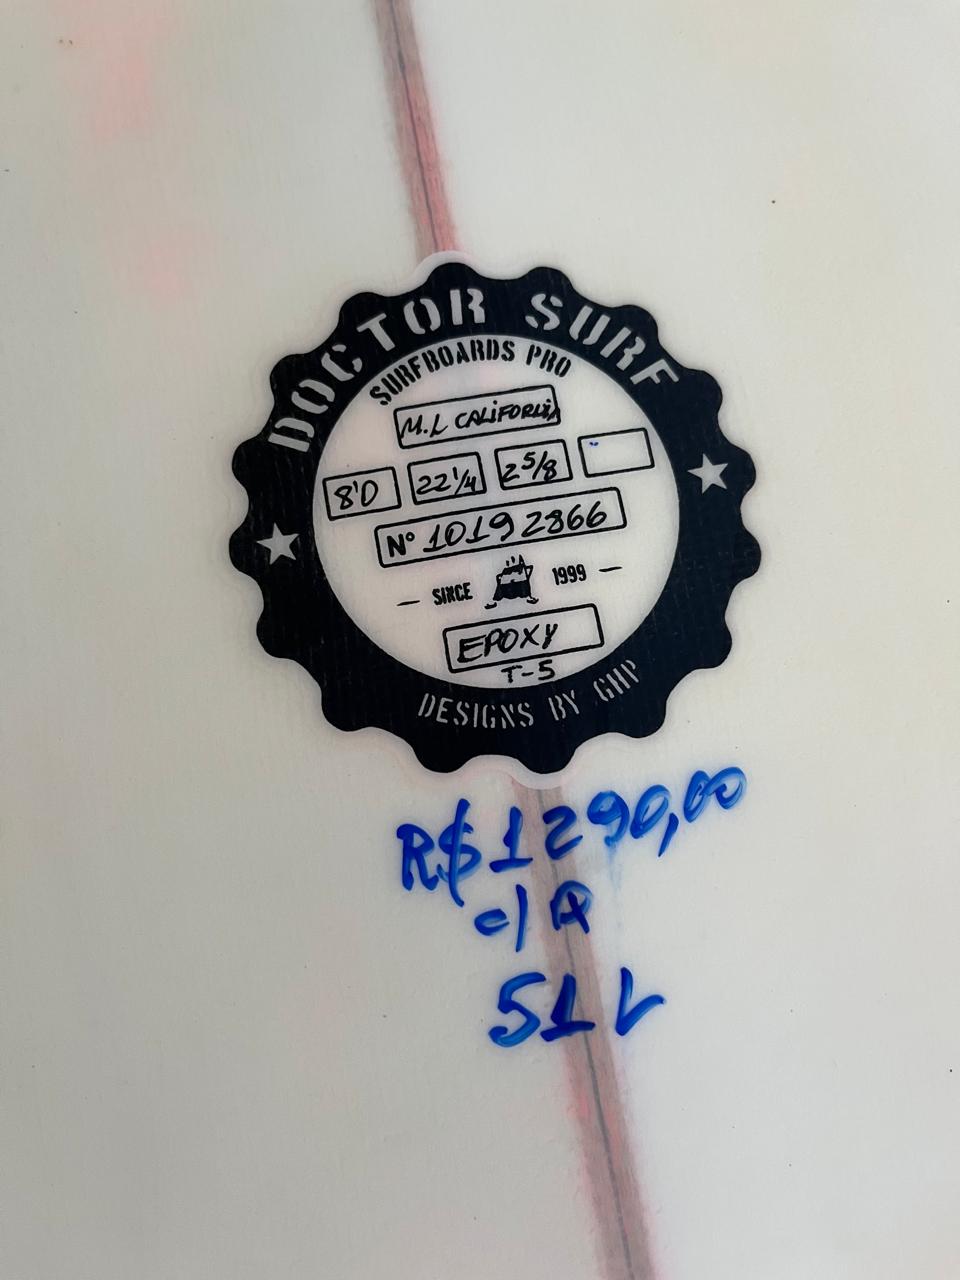 DOCTOR SURF
SURFBOARDS PRO
M.L CALIFORNIA
8'0 22 1/4 2 5/8
Nº 10192866
— SINCE 1999 —
EPOXY
T-5
DESIGNS BY GHP
R$ 1290,00
c/ Q
51 L